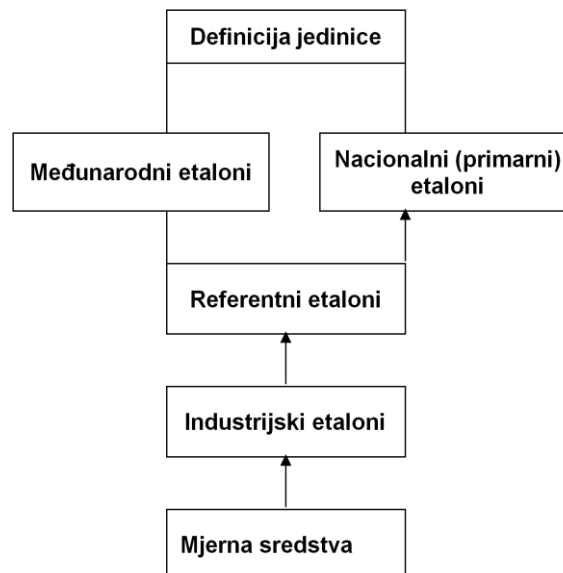 Definicija jedinice
Međunarodni etaloni
Nacionalni (primarni)
etaloni
Referentni etaloni
Industrijski etaloni
Mjerna sredstva